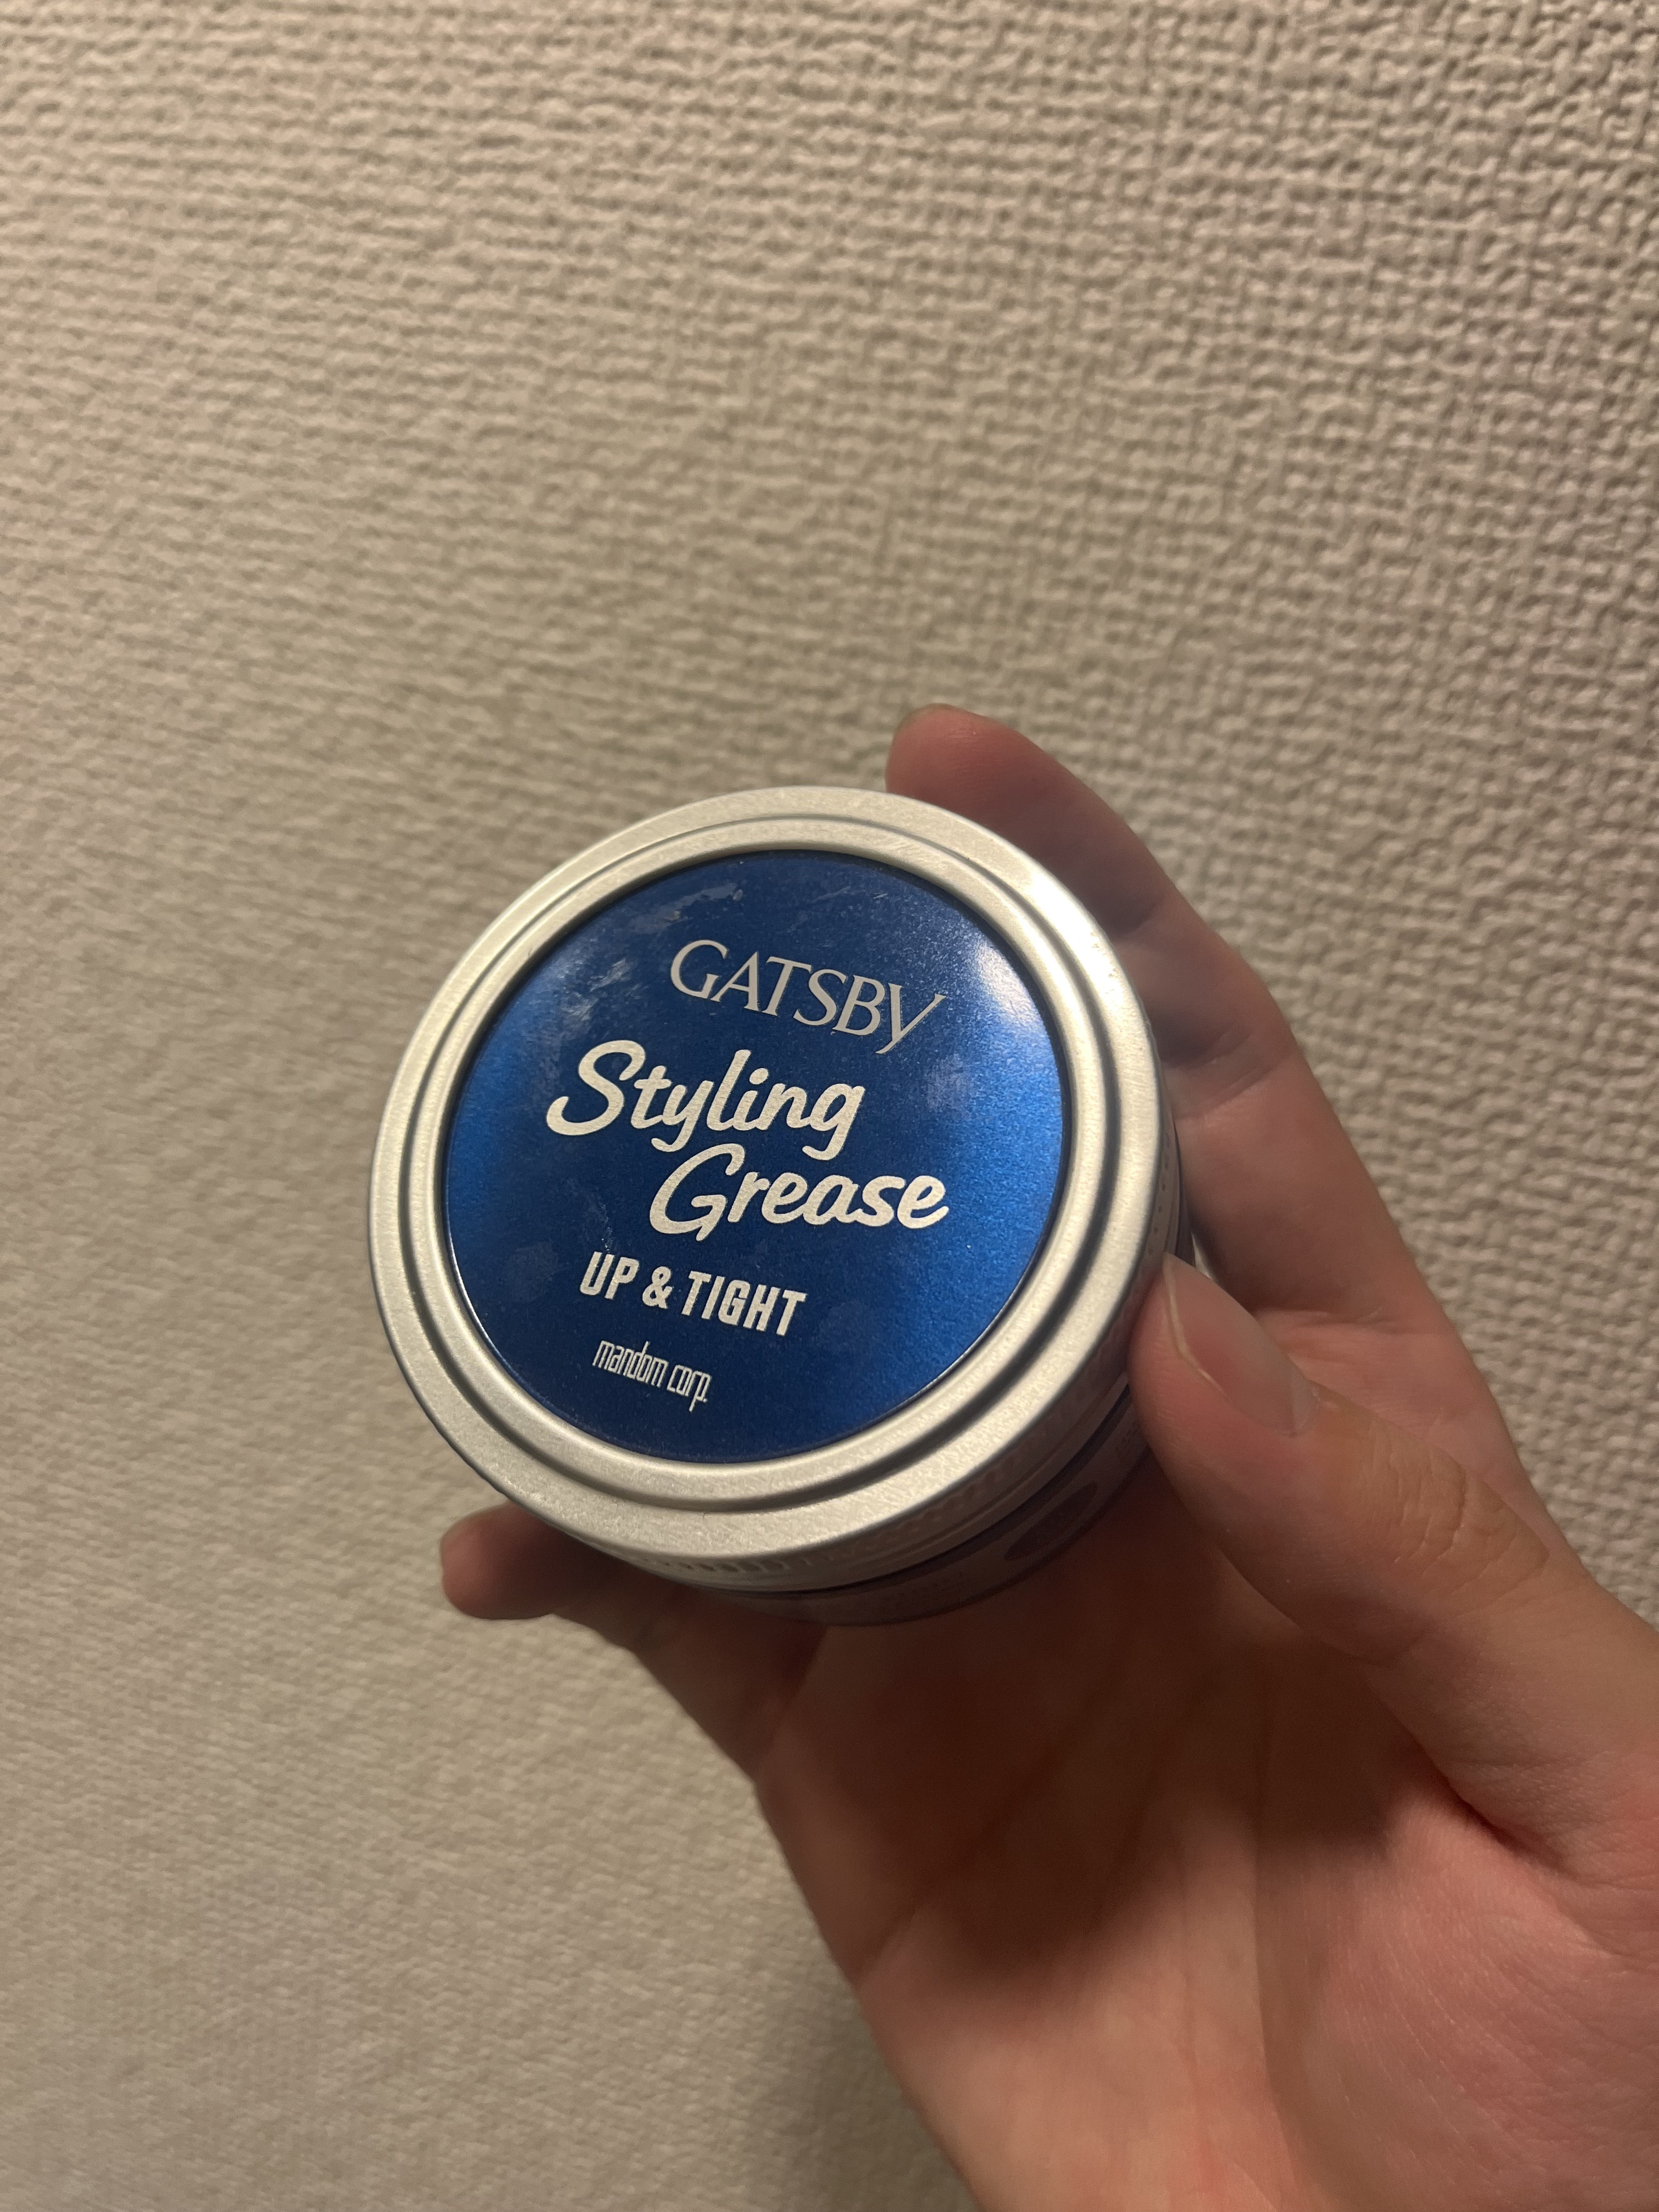 GATSBY
Styling
Grease
UP & TIGHT
mandom corp.